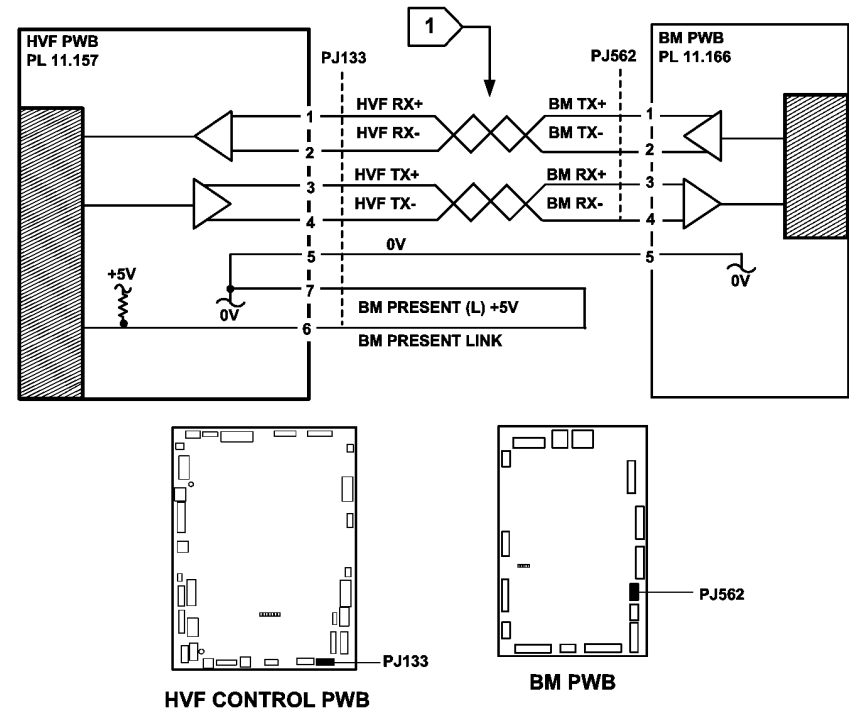 1
HVF PWB
PL 11.157
PJ133
PJ562
BM PWB
PL 11.166
1 HVF RX+ BM TX+ 1
2 HVF RX- BM TX- 2
3 HVF TX+ BM RX+ 3
4 HVF TX- BM RX- 4
5 0V 5
+5V
0V
7
BM PRESENT (L) +5V
0V
6
BM PRESENT LINK
PJ562
PJ133
HVF CONTROL PWB
BM PWB